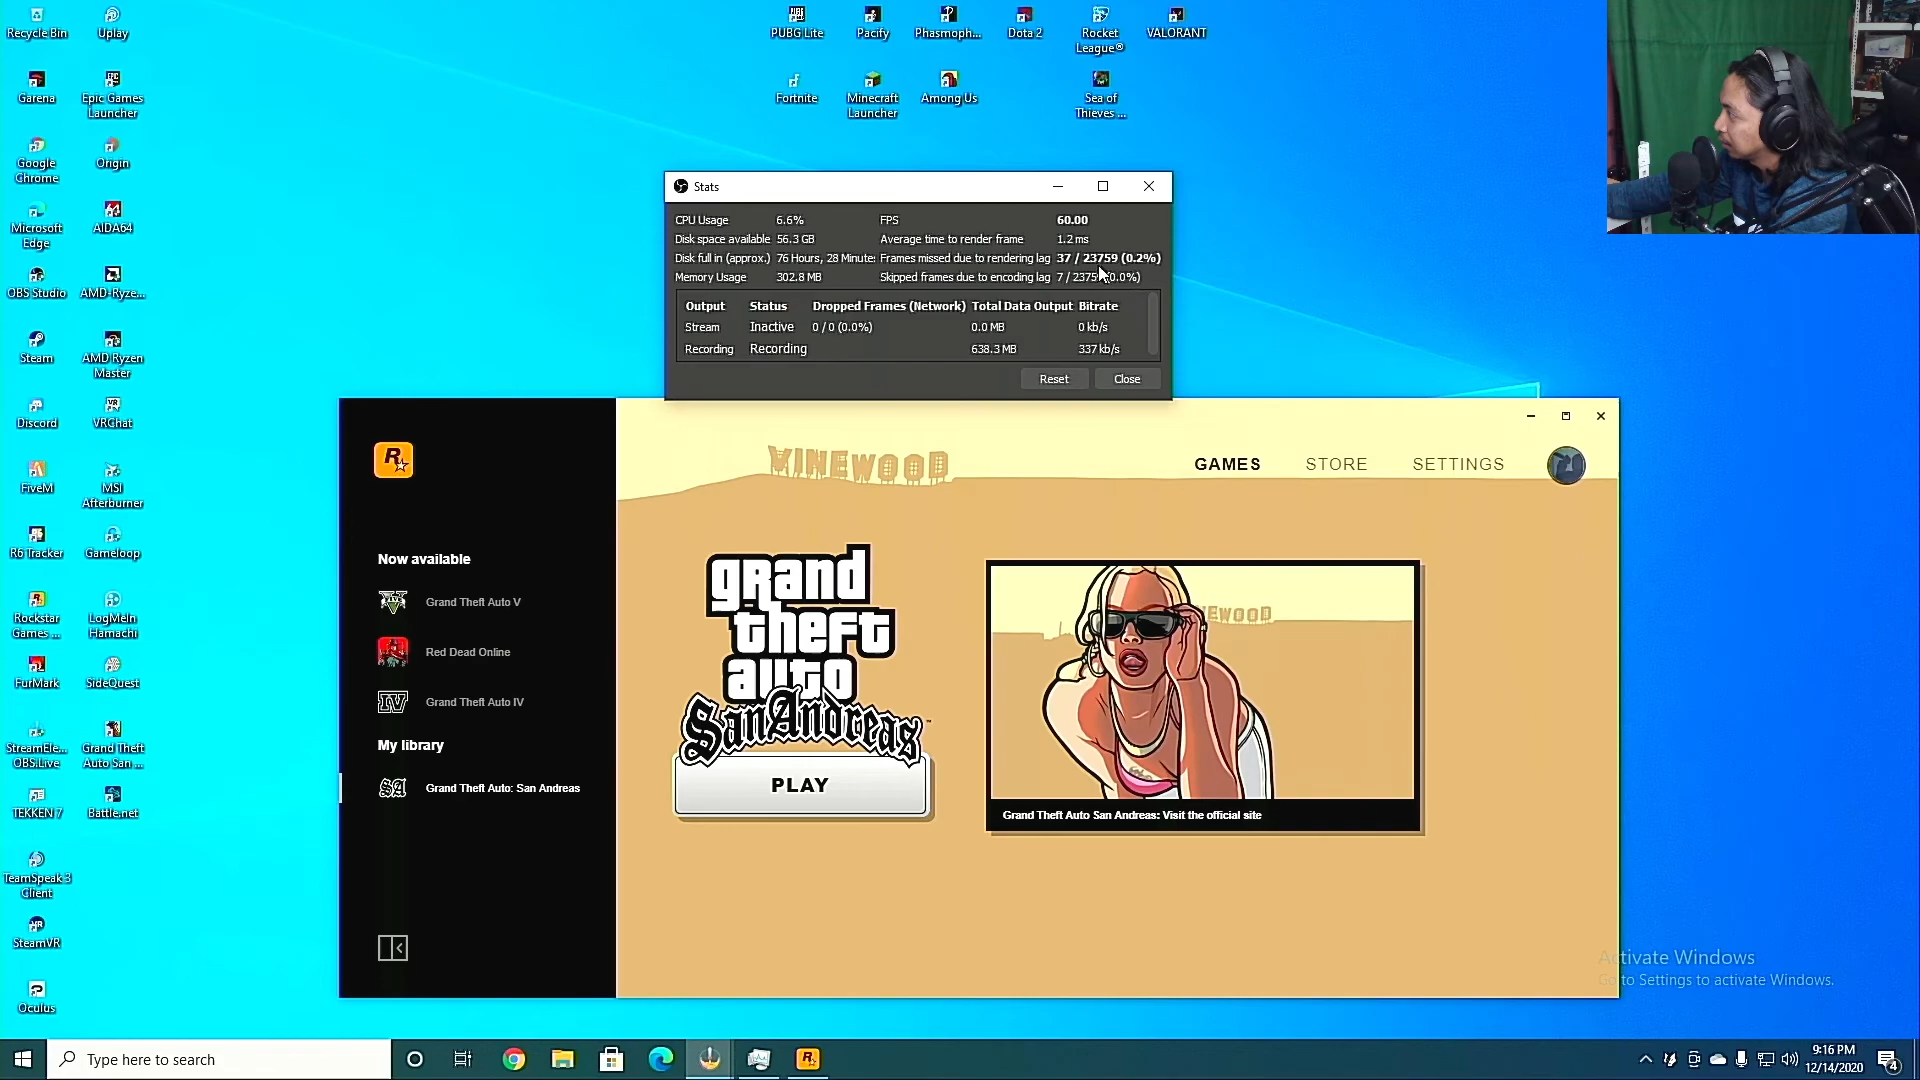 Recycle Bin
Uplay
PUBG Lite
Pacify
Phasmoph...
Dota 2
Rocket
League®
VALORANT
Garena
Epic Games
Launcher
Fortnite
Minecraft
Launcher
Among Us
Sea of
Thieves ...
Google
Chrome
Origin
Microsoft
Edge
AIDA64
OBS Studio
AMD-Ryze...
Steam
AMD Ryzen
Master
Discord
VRChat
FiveM
MSI
Afterburner
R6 Tracker
Gameloop
Rockstar
Games ...
LogMeIn
Hamachi
FurMark
SideQuest
StreamEle...
OBS.Live
Grand Theft
Auto San ...
TEKKEN 7
Battle.net
TeamSpeak 3
Client
SteamVR
Oculus
Stats
CPU Usage 6.6% FPS 60.00
Disk space available 56.3 GB Average time to render frame 1.2 ms
Disk full in (approx.) 76 Hours, 28 Minutes Frames missed due to rendering lag 37 / 23759 (0.2%)
Memory Usage 302.8 MB Skipped frames due to encoding lag 7 / 2375 (0.0%)
Output Status Dropped Frames (Network) Total Data Output Bitrate
Stream Inactive 0 / 0 (0.0%) 0.0 MB 0 kb/s
Recording Recording 638.3 MB 337 kb/s
Reset Close
R
VINEWOOD
GAMES STORE SETTINGS
Now available
Grand Theft Auto V
Red Dead Online
IV Grand Theft Auto IV
My library
SA Grand Theft Auto: San Andreas
grand
theft
auto
San Andreas™
PLAY
NEWOOD
Grand Theft Auto San Andreas: Visit the official site
Activate Windows
Go to Settings to activate Windows.
Type here to search
9:16 PM
12/14/2020
4